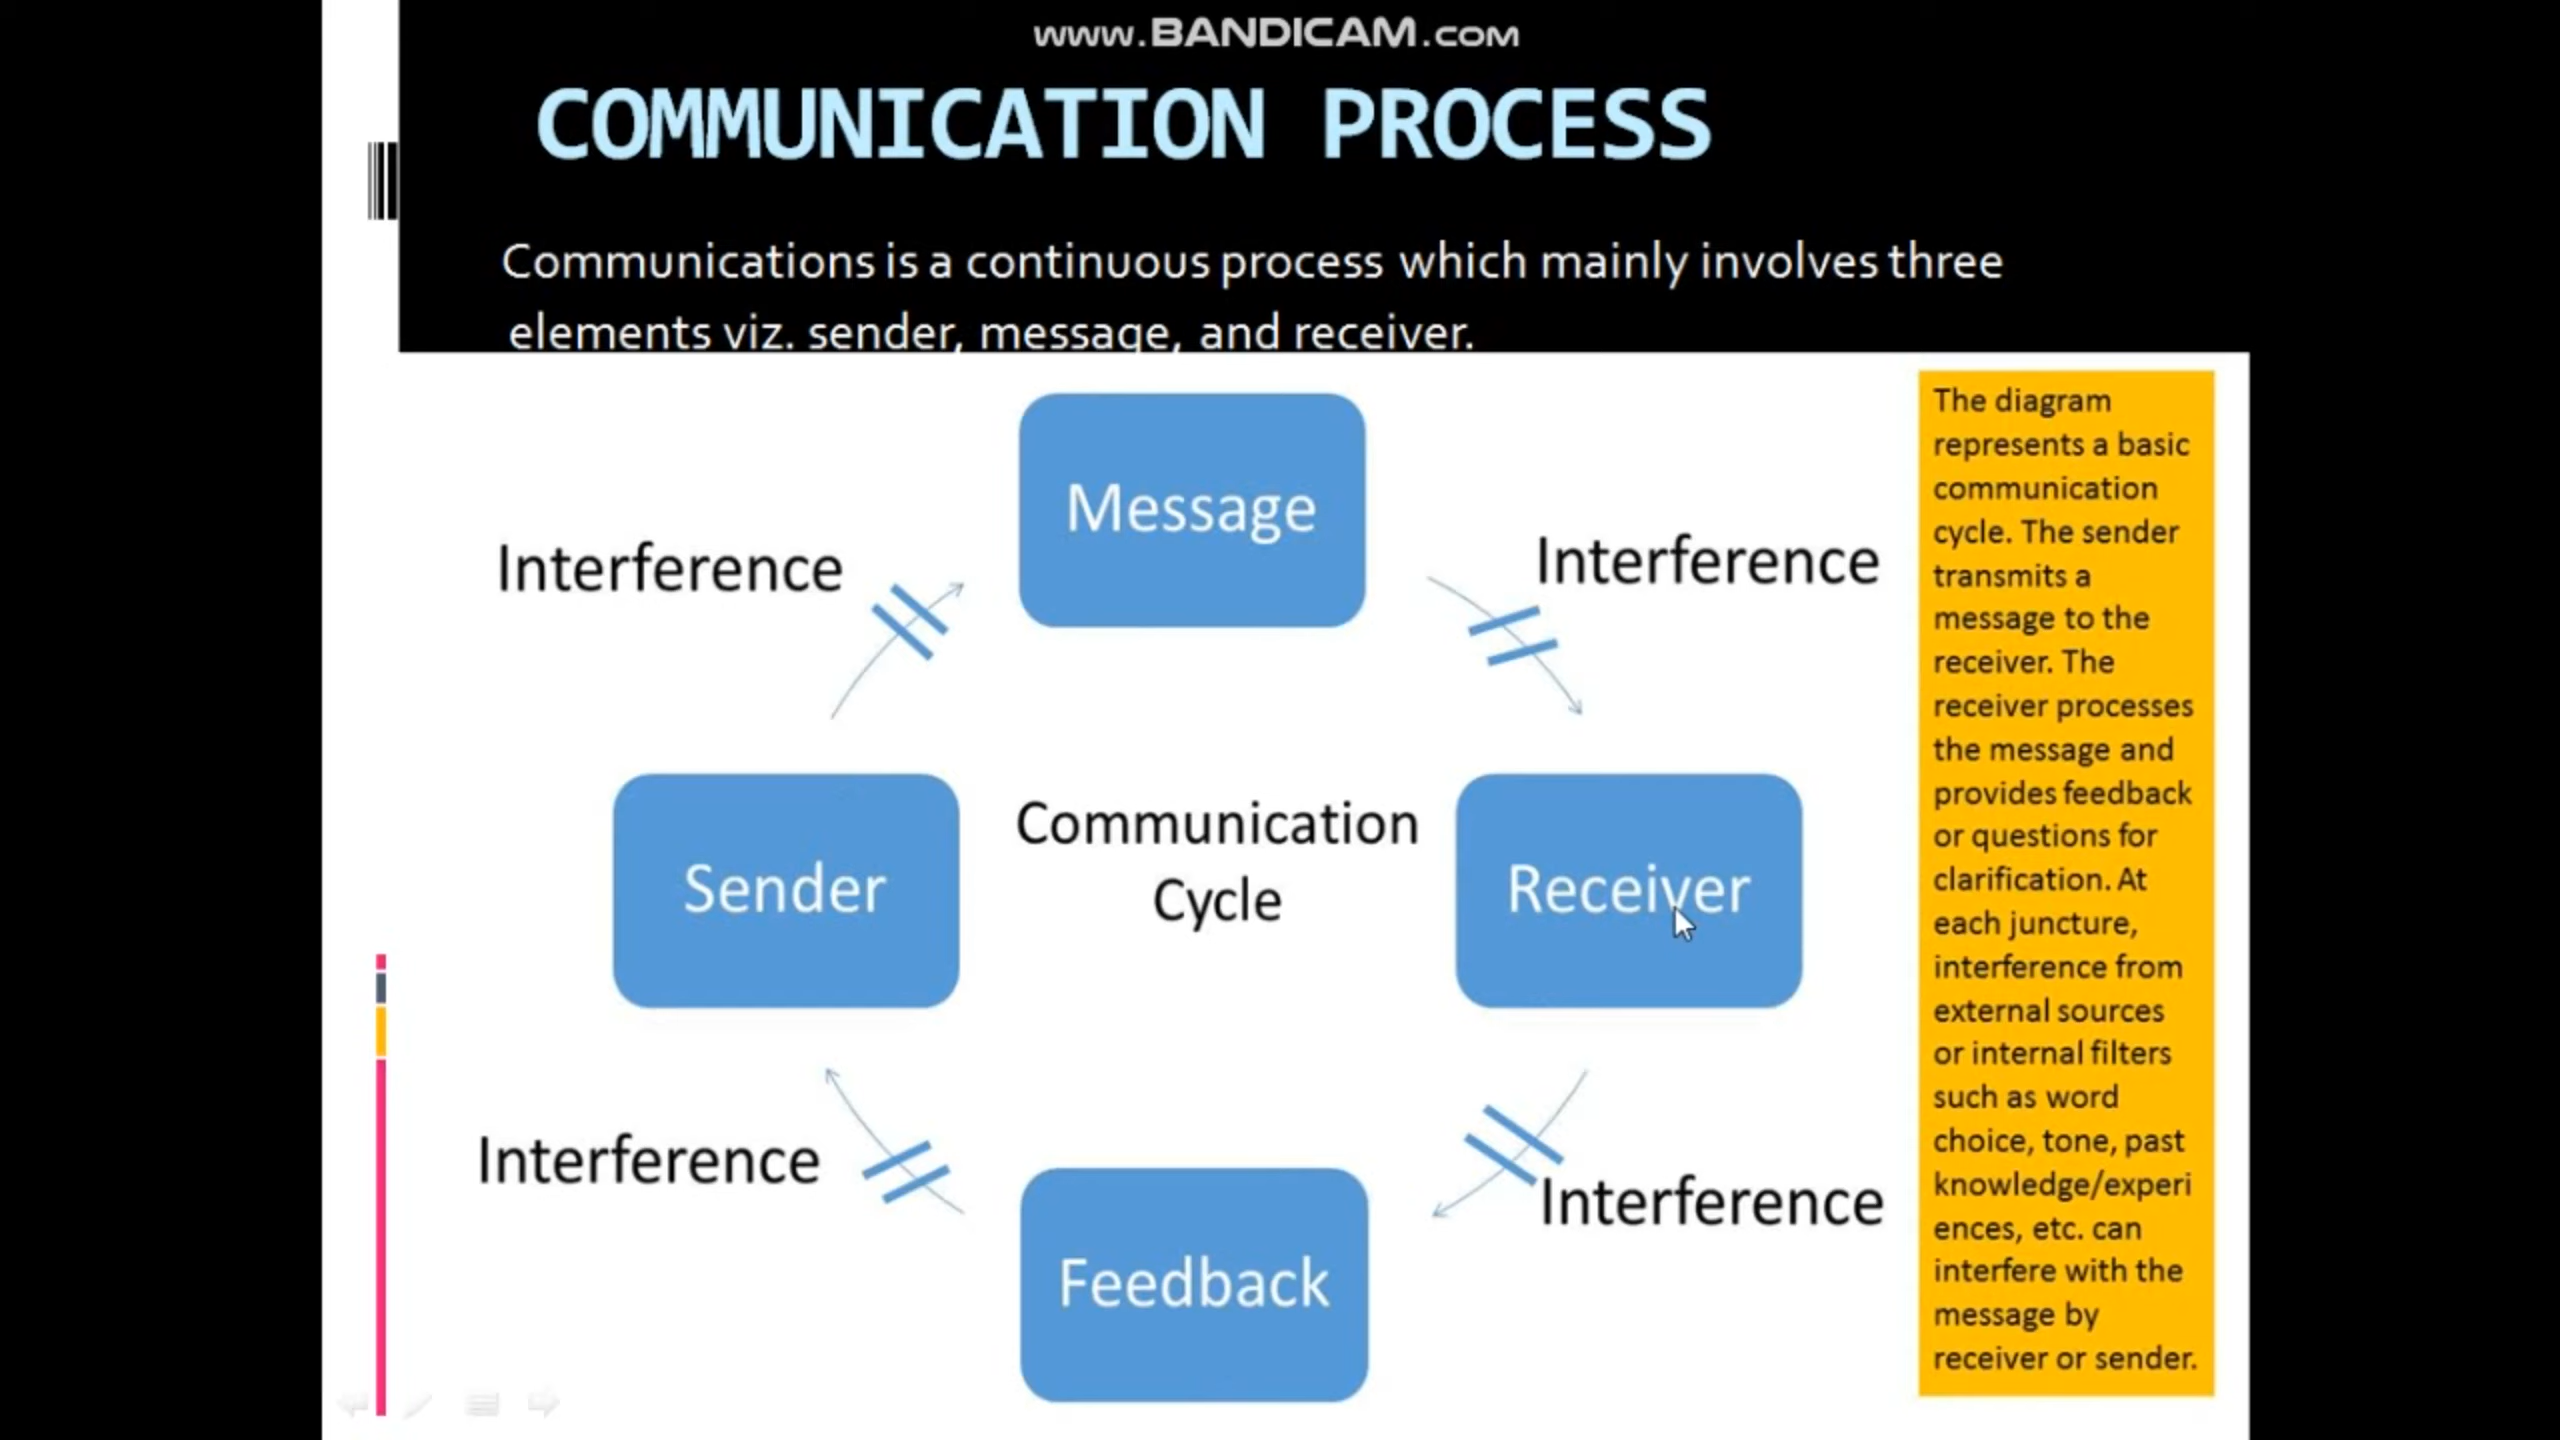 www.BANDICAM.com
COMMUNICATION PROCESS
Communications is a continuous process which mainly involves three
elements viz. sender, message, and receiver.
Message
Interference
Interference
Sender
Communication
Cycle
Receiver
Interference
Interference
Feedback
The diagram
represents a basic
communication
cycle. The sender
transmits a
message to the
receiver. The
receiver processes
the message and
provides feedback
or questions for
clarification. At
each juncture,
interference from
external sources
or internal filters
such as word
choice, tone, past
knowledge/experi
ences, etc. can
interfere with the
message by
receiver or sender.